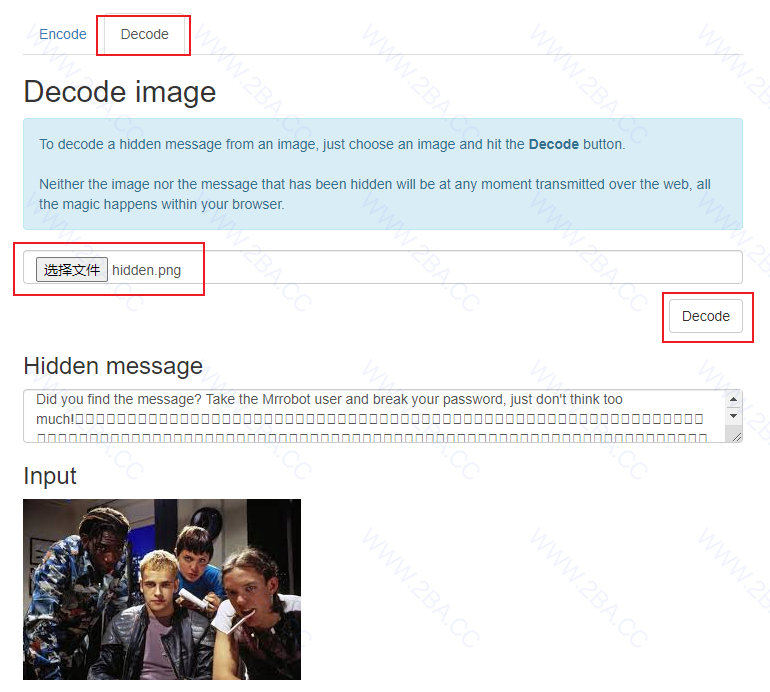 Encode Decode
Decode image
To decode a hidden message from an image, just choose an image and hit the Decode button.
Neither the image nor the message that has been hidden will be at any moment transmitted over the web, all
the magic happens within your browser.
选择文件 hidden.png
Decode
Hidden message
Did you find the message? Take the Mrrobot user and break your password, just don't think too
much!
Input
WWW.2BA.CC